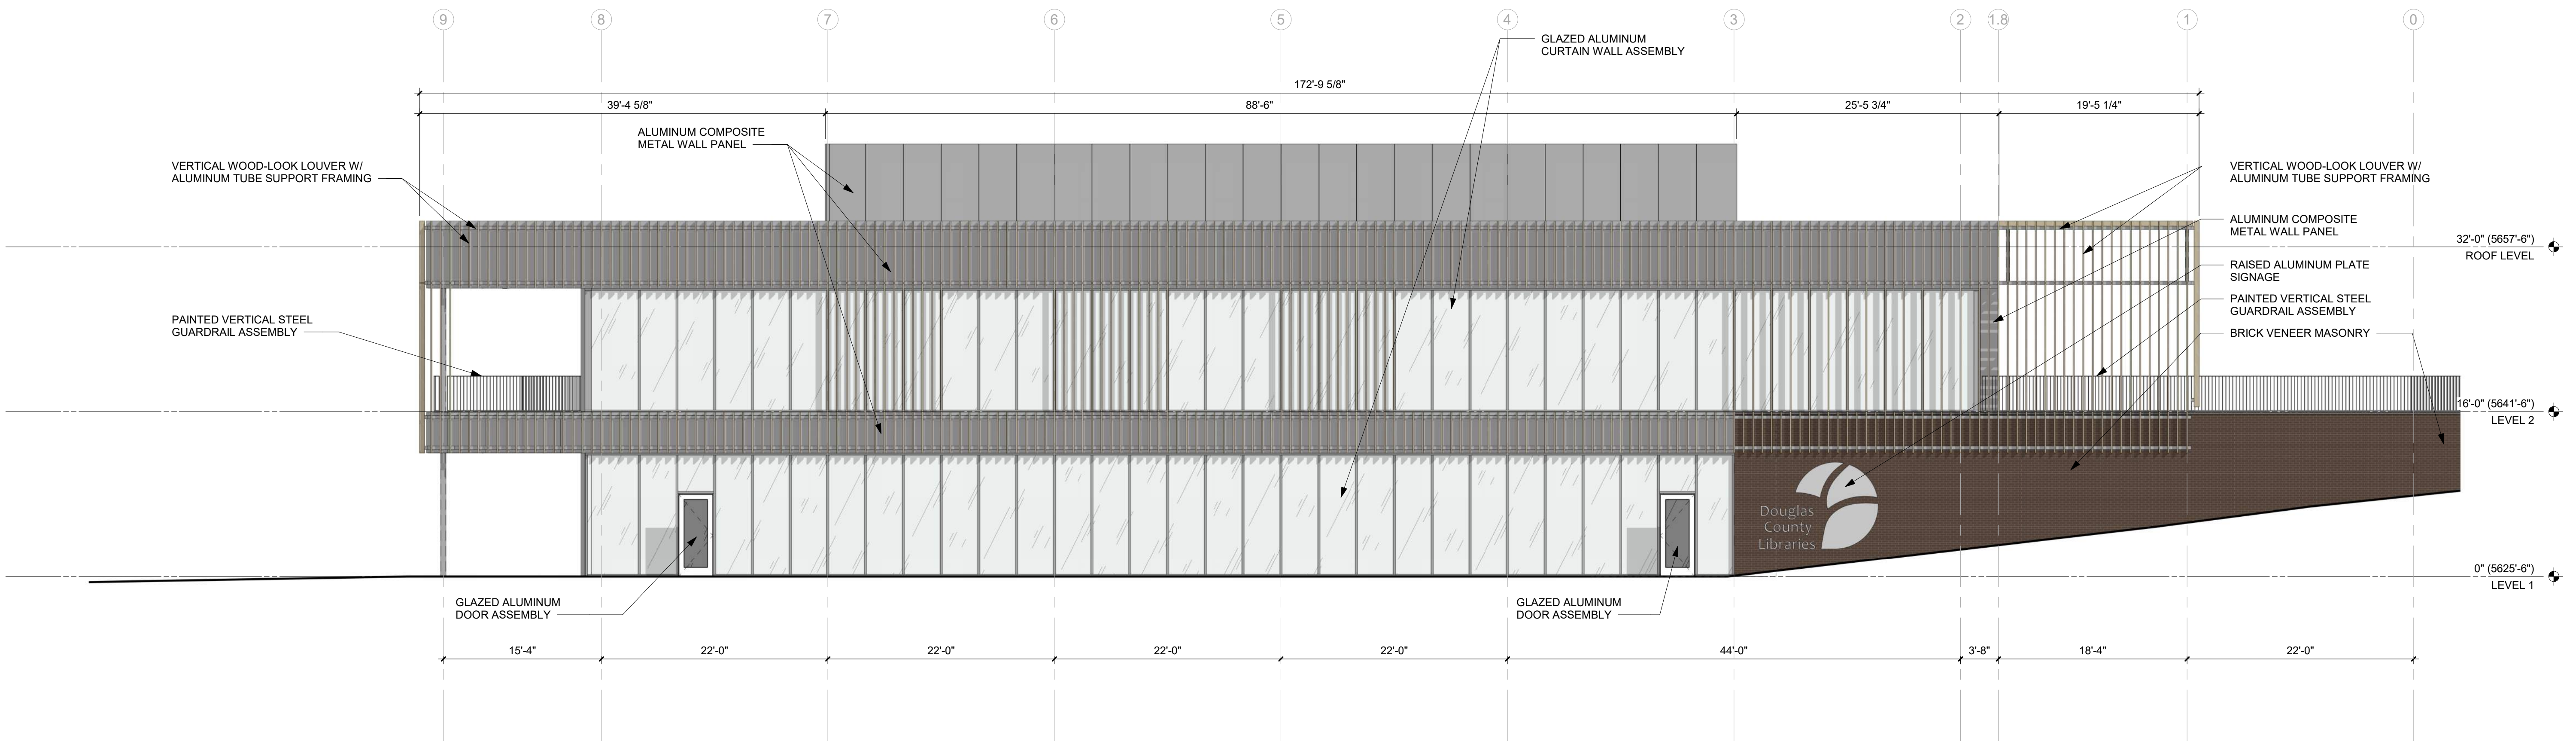 9 8 7 6 5 4 3 2 1.8 1 0
GLAZED ALUMINUM
CURTAIN WALL ASSEMBLY
172'-9 5/8"
39'-4 5/8" 88'-6" 25'-5 3/4" 19'-5 1/4"
ALUMINUM COMPOSITE
METAL WALL PANEL
VERTICAL WOOD-LOOK LOUVER W/
ALUMINUM TUBE SUPPORT FRAMING
VERTICAL WOOD-LOOK LOUVER W/
ALUMINUM TUBE SUPPORT FRAMING
ALUMINUM COMPOSITE
METAL WALL PANEL
32'-0" (5657'-6")
ROOF LEVEL
RAISED ALUMINUM PLATE
SIGNAGE
PAINTED VERTICAL STEEL
GUARDRAIL ASSEMBLY
PAINTED VERTICAL STEEL
GUARDRAIL ASSEMBLY
BRICK VENEER MASONRY
16'-0" (5641'-6")
LEVEL 2
Douglas
County
Libraries
0" (5625'-6")
LEVEL 1
GLAZED ALUMINUM
DOOR ASSEMBLY
GLAZED ALUMINUM
DOOR ASSEMBLY
15'-4" 22'-0" 22'-0" 22'-0" 22'-0" 44'-0" 3'-8" 18'-4" 22'-0"